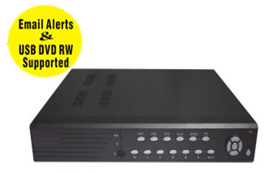 Email Alerts
&
USB DVD RW
Supported